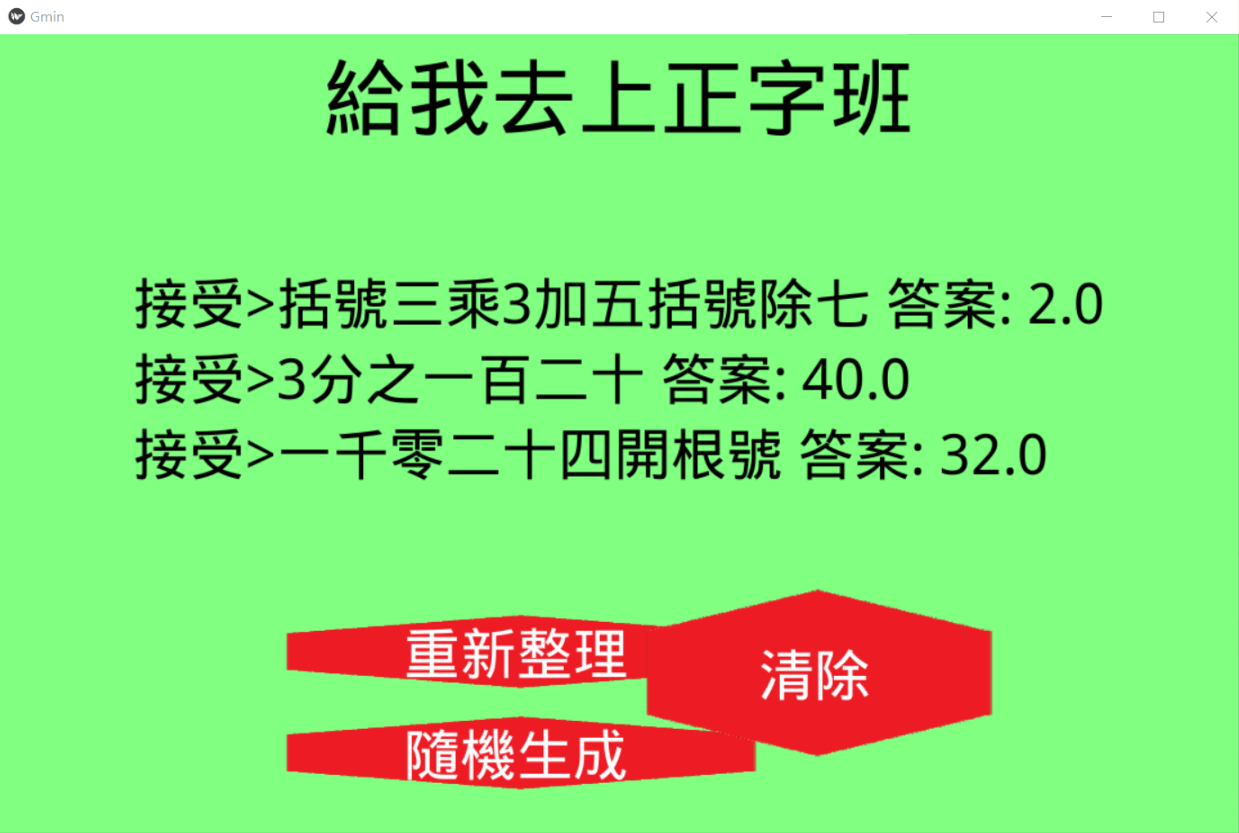 Gmin
給我去上正字班
接受>括號三乘3加五括號除七 答案: 2.0
接受>3分之一百二十 答案: 40.0
接受>一千零二十四開根號 答案: 32.0
重新整理
清除
隨機生成